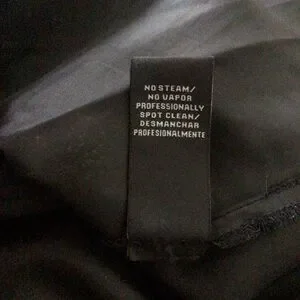 NO STEAM/
NO VAPOR
PROFESSIONALLY
SPOT CLEAN/
DESMANCHAR
PROFESIONALMENTE